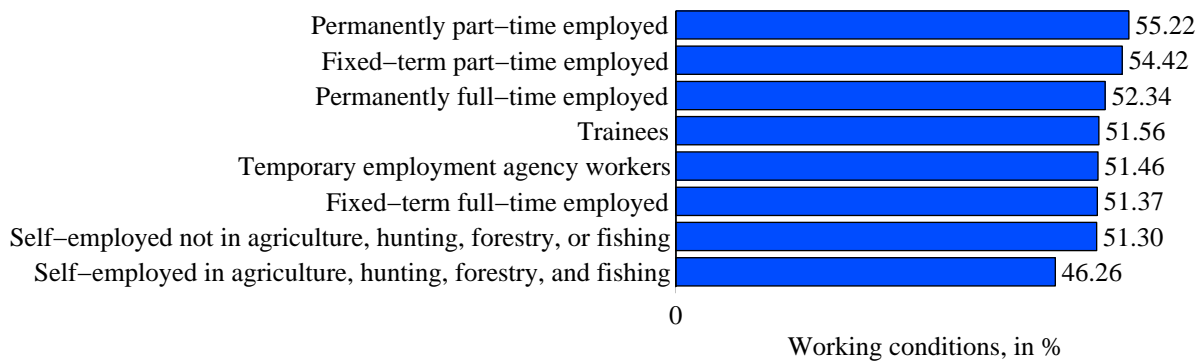 Permanently part−time employed 55.22
Fixed−term part−time employed 54.42
Permanently full−time employed 52.34
Trainees 51.56
Temporary employment agency workers 51.46
Fixed−term full−time employed 51.37
Self−employed not in agriculture, hunting, forestry, or fishing 51.30
Self−employed in agriculture, hunting, forestry, and fishing 46.26
0
Working conditions, in %